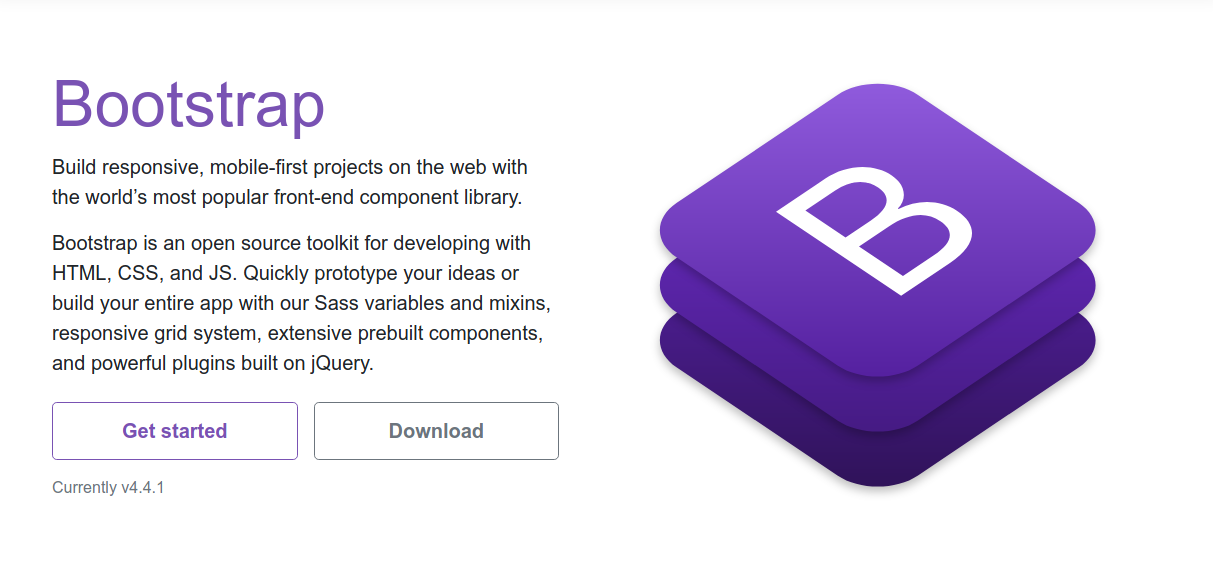 Bootstrap
Build responsive, mobile-first projects on the web with
the world’s most popular front-end component library.
Bootstrap is an open source toolkit for developing with
HTML, CSS, and JS. Quickly prototype your ideas or
build your entire app with our Sass variables and mixins,
responsive grid system, extensive prebuilt components,
and powerful plugins built on jQuery.
Get started
Download
Currently v4.4.1
B